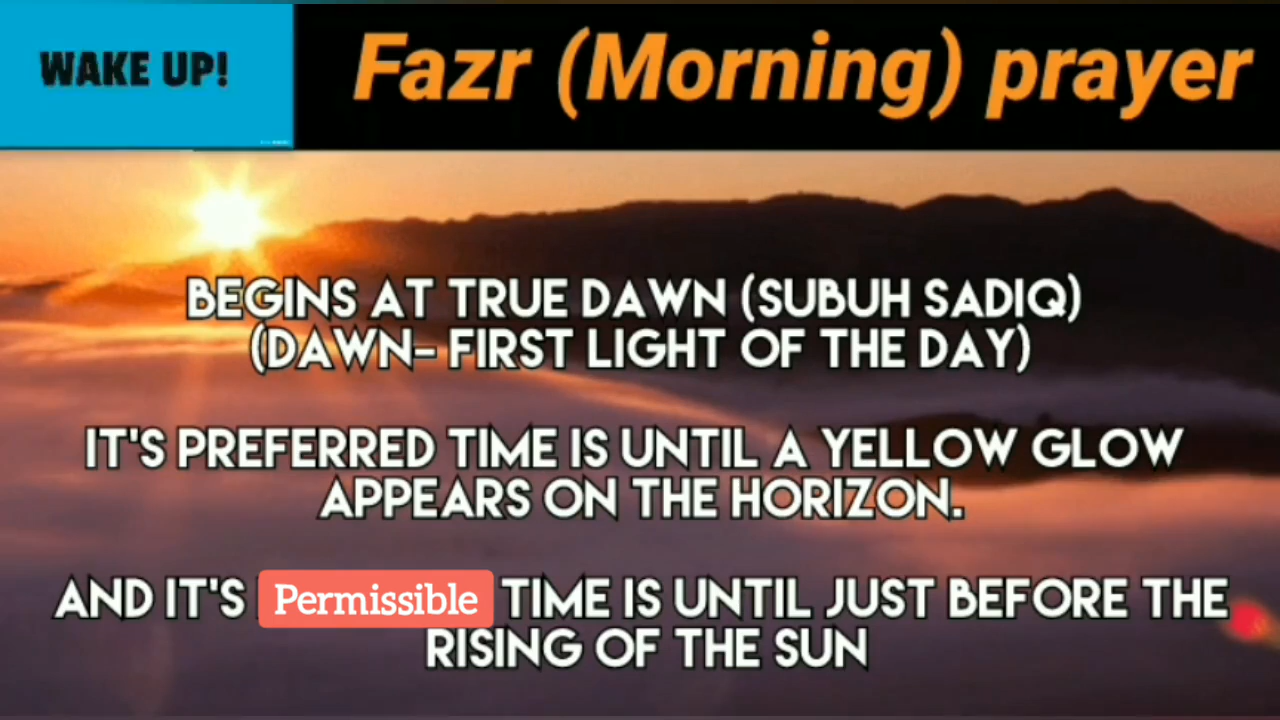 WAKE UP!
Fazr (Morning) prayer
BEGINS AT TRUE DAWN (SUBUH SADIQ)
(DAWN- FIRST LIGHT OF THE DAY)
IT'S PREFERRED TIME IS UNTIL A YELLOW GLOW
APPEARS ON THE HORIZON.
AND IT'S Permissible TIME IS UNTIL JUST BEFORE THE
RISING OF THE SUN